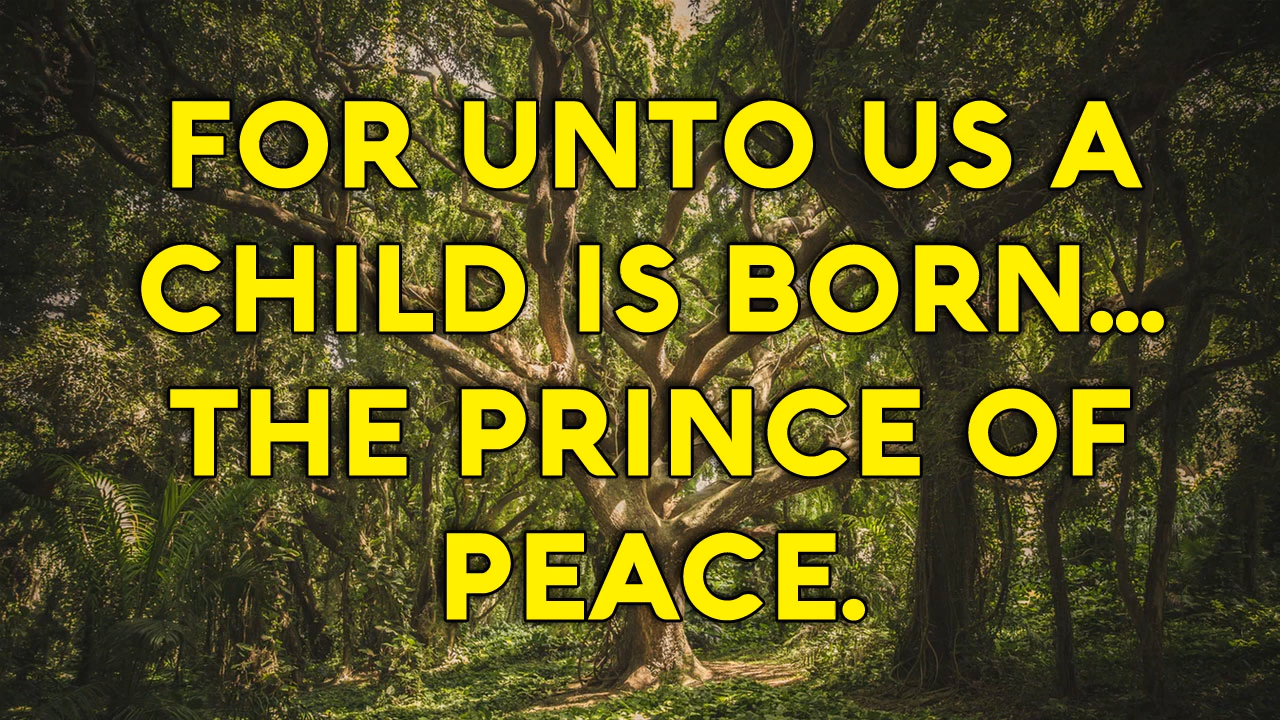 FOR UNTO US A
CHILD IS BORN...
THE PRINCE OF
PEACE.